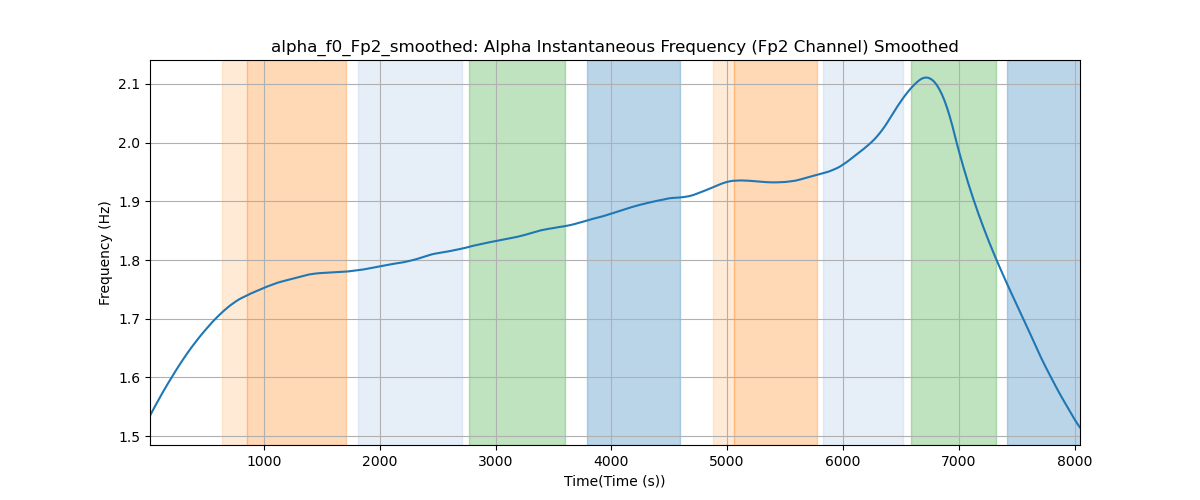 alpha_f0_Fp2_smoothed: Alpha Instantaneous Frequency (Fp2 Channel) Smoothed
Frequency (Hz)
2.1
2.0
1.9
1.8
1.7
1.6
1.5
1000 2000 3000 4000 5000 6000 7000 8000
Time(Time (s))